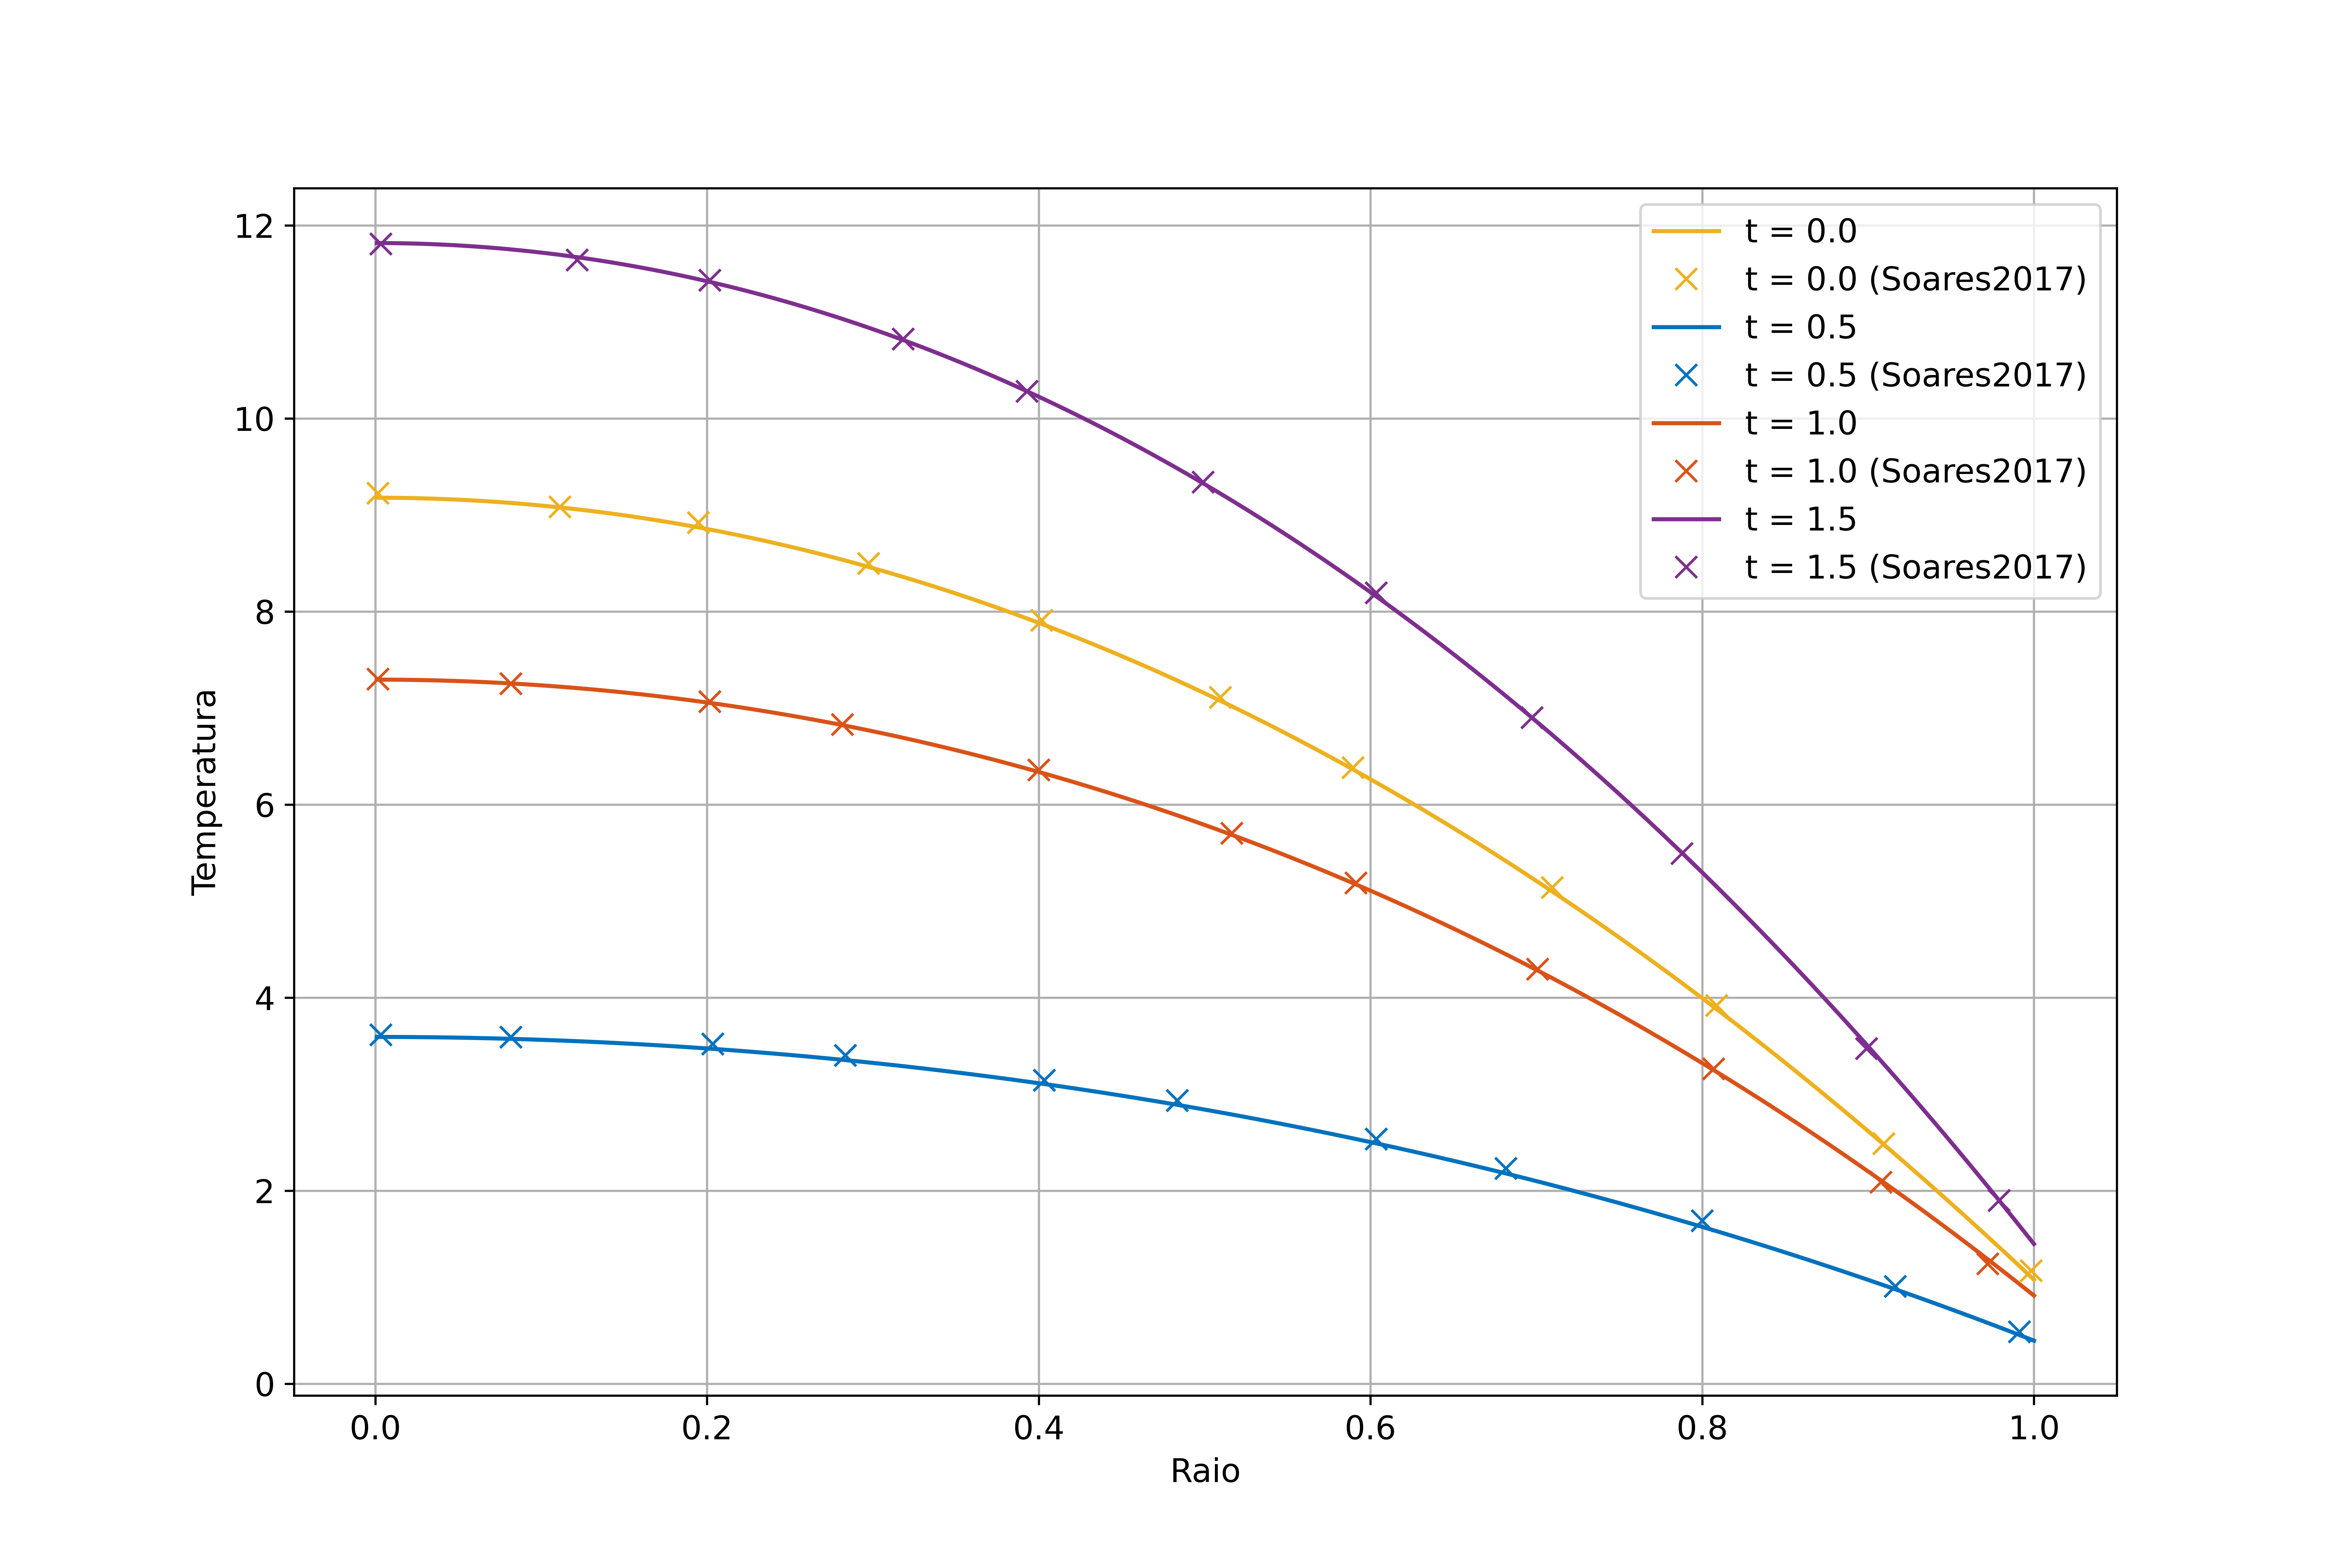 12
10
8
6
4
2
0
Temperatura
0.0
0.2
0.4
0.6
0.8
1.0
Raio
t = 0.0
t = 0.0 (Soares2017)
t = 0.5
t = 0.5 (Soares2017)
t = 1.0
t = 1.0 (Soares2017)
t = 1.5
t = 1.5 (Soares2017)